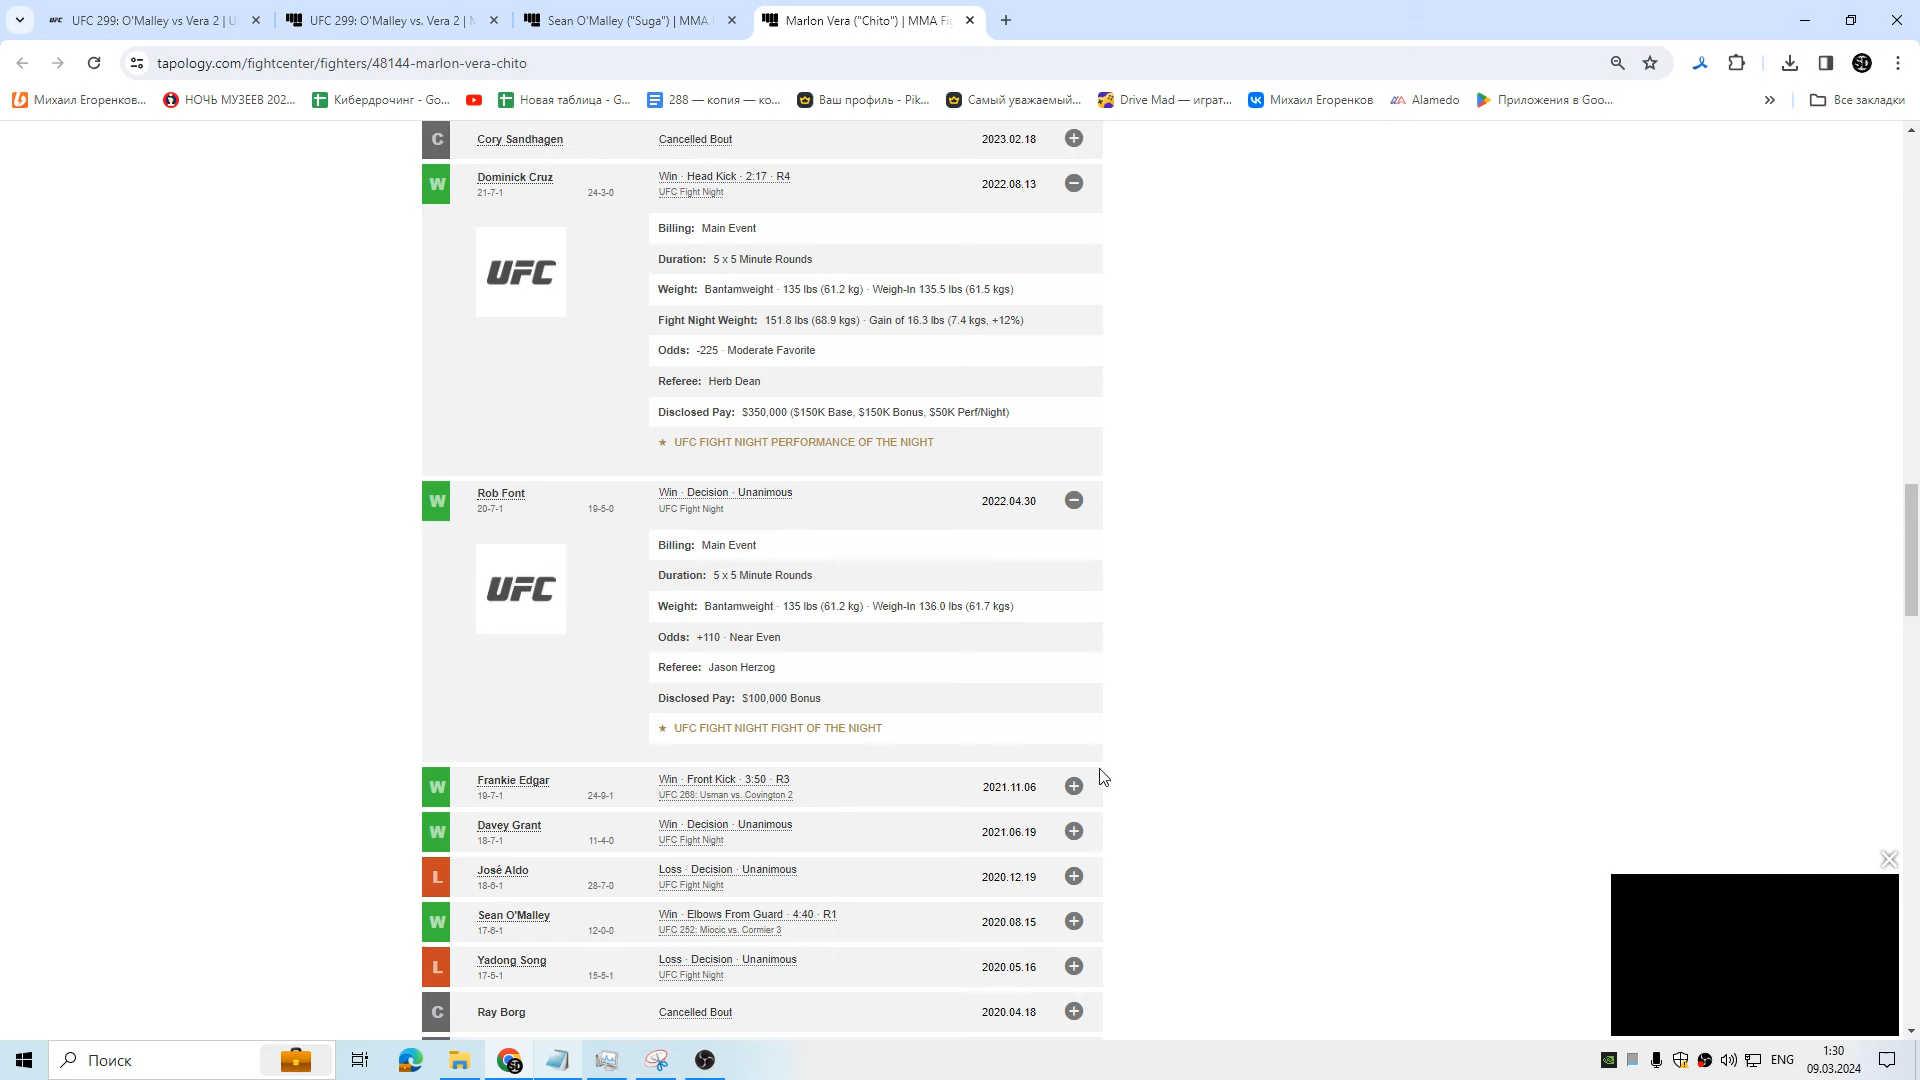 UFC 299: O'Malley vs Vera 2 | U
UFC 299: O'Malley vs. Vera 2 | M
Sean O'Malley ("Suga") | MMA
Marlon Vera ("Chito") | MMA Fi
tapology.com/fightcenter/fighters/48144-marlon-vera-chito
Михаил Егоренков...
НОЧЬ МУЗЕЕВ 202...
Кибердрочинг - Go...
Новая таблица - G...
288 — копия — ко...
Ваш профиль - Pik...
Самый уважаемый...
Drive Mad — играт...
Михаил Егоренков
Alamedo
Приложения в Goo...
Все закладки
C Cory Sandhagen Cancelled Bout 2023.02.18
W Dominick Cruz Win · Head Kick · 2:17 · R4 2022.08.13
21-7-1 24-3-0 UFC Fight Night
UFC
Billing: Main Event
Duration: 5 x 5 Minute Rounds
Weight: Bantamweight · 135 lbs (61.2 kg) · Weigh-In 135.5 lbs (61.5 kgs)
Fight Night Weight: 151.8 lbs (68.9 kgs) · Gain of 16.3 lbs (7.4 kgs, +12%)
Odds: -225 · Moderate Favorite
Referee: Herb Dean
Disclosed Pay: $350,000 ($150K Base, $150K Bonus, $50K Perf/Night)
★ UFC FIGHT NIGHT PERFORMANCE OF THE NIGHT
W Rob Font Win · Decision · Unanimous 2022.04.30
20-7-1 19-5-0 UFC Fight Night
UFC
Billing: Main Event
Duration: 5 x 5 Minute Rounds
Weight: Bantamweight · 135 lbs (61.2 kg) · Weigh-In 136.0 lbs (61.7 kgs)
Odds: +110 · Near Even
Referee: Jason Herzog
Disclosed Pay: $100,000 Bonus
★ UFC FIGHT NIGHT FIGHT OF THE NIGHT
W Frankie Edgar Win · Front Kick · 3:50 · R3 2021.11.06
19-7-1 24-9-1 UFC 268: Usman vs. Covington 2
W Davey Grant Win · Decision · Unanimous 2021.06.19
18-7-1 11-4-0 UFC Fight Night
L José Aldo Loss · Decision · Unanimous 2020.12.19
18-6-1 28-7-0 UFC Fight Night
W Sean O'Malley Win · Elbows From Guard · 4:40 · R1 2020.08.15
17-6-1 12-0-0 UFC 252: Miocic vs. Cormier 3
L Yadong Song Loss · Decision · Unanimous 2020.05.16
17-5-1 15-5-1 UFC Fight Night
C Ray Borg Cancelled Bout 2020.04.18
Поиск
ENG
1:30
09.03.2024